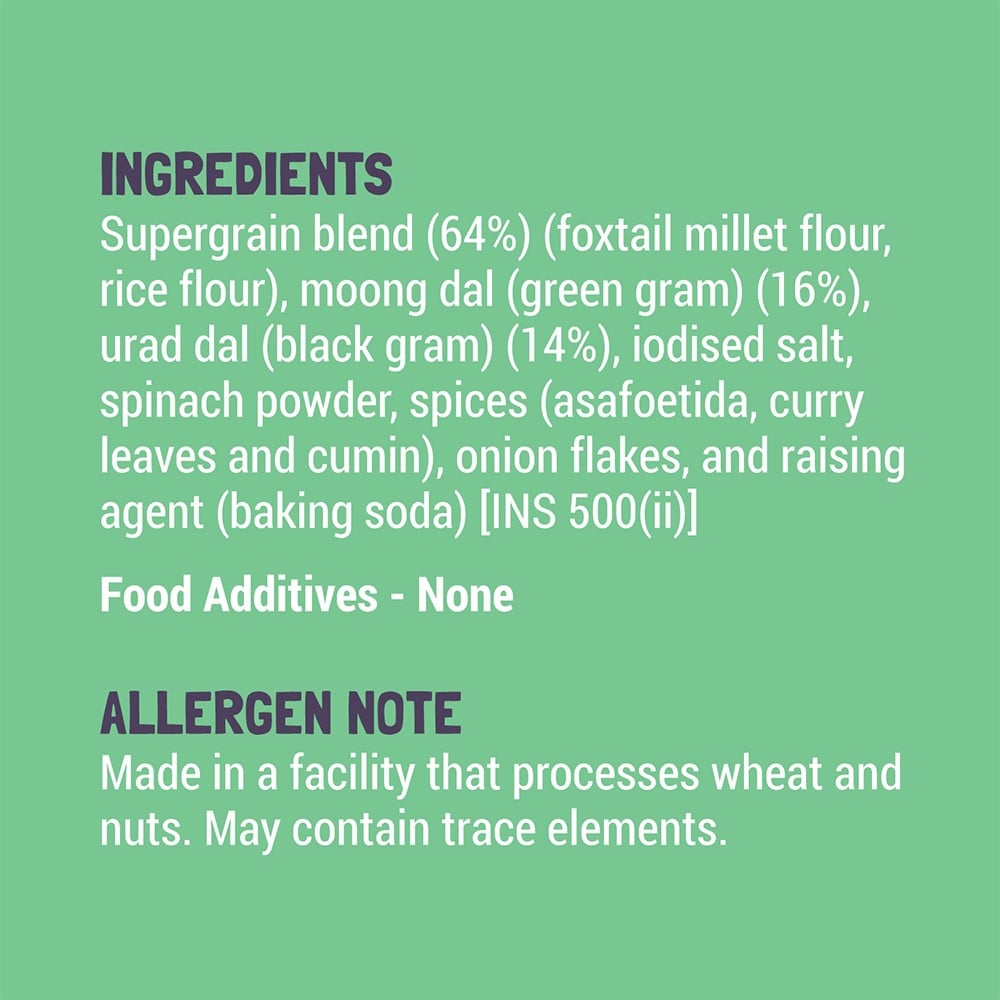 INGREDIENTS
Supergrain blend (64%) (foxtail millet flour,
rice flour), moong dal (green gram) (16%),
urad dal (black gram) (14%), iodised salt,
spinach powder, spices (asafoetida, curry
leaves and cumin), onion flakes, and raising
agent (baking soda) [INS 500(ii)]
Food Additives - None
ALLERGEN NOTE
Made in a facility that processes wheat and
nuts. May contain trace elements.